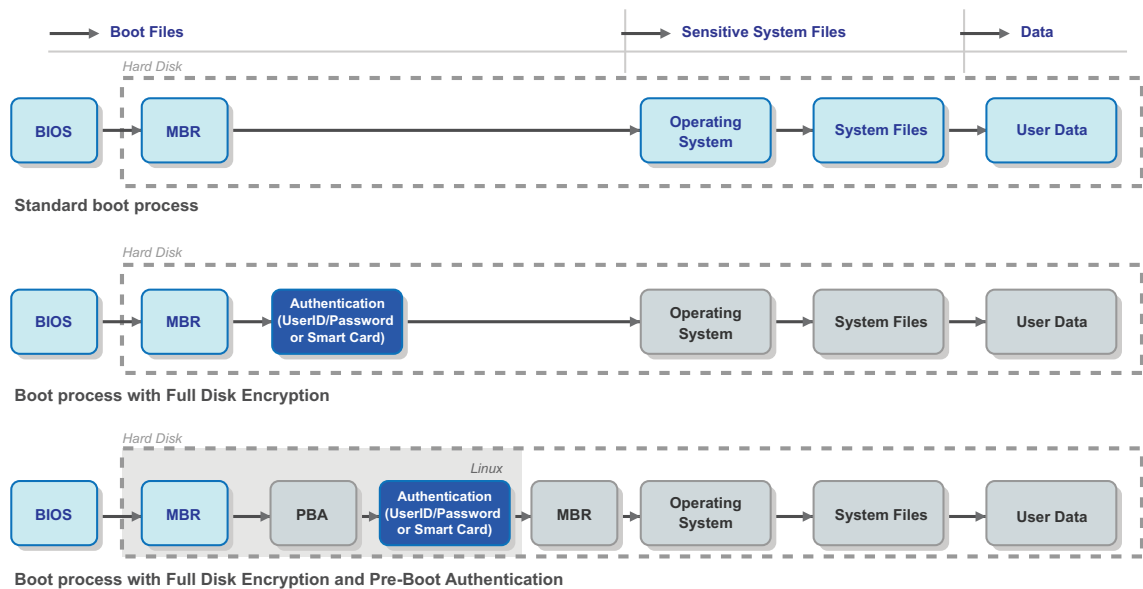 Boot Files
Sensitive System Files
Data
Hard Disk
BIOS
MBR
Operating
System
System Files
User Data
Standard boot process
Hard Disk
BIOS
MBR
Authentication
(UserID/Password
or Smart Card)
Operating
System
System Files
User Data
Boot process with Full Disk Encryption
Hard Disk
Linux
BIOS
MBR
PBA
Authentication
(UserID/Password
or Smart Card)
MBR
Operating
System
System Files
User Data
Boot process with Full Disk Encryption and Pre-Boot Authentication